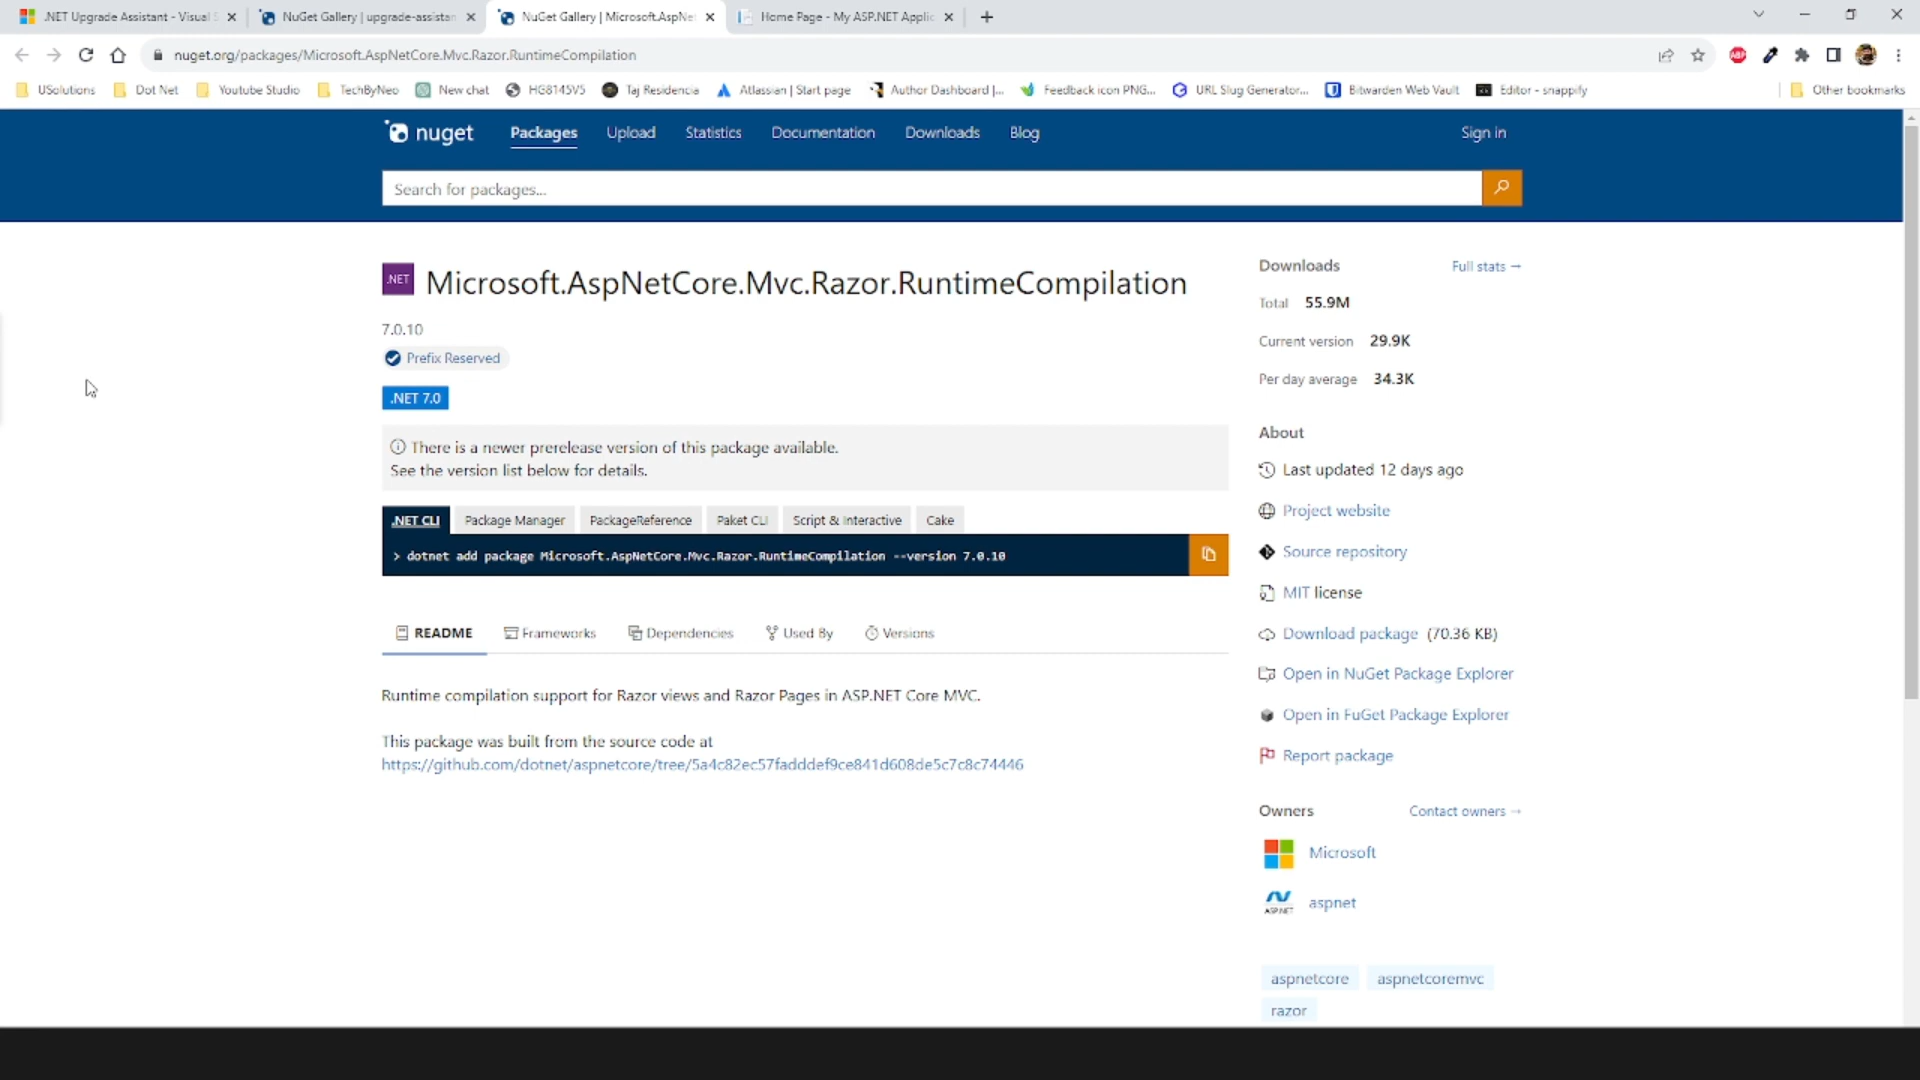 .NET Upgrade Assistant - Visual S
NuGet Gallery | upgrade-assistan
NuGet Gallery | Microsoft.AspNe
Home Page - My ASP.NET Applic
nuget.org/packages/Microsoft.AspNetCore.Mvc.Razor.RuntimeCompilation
ABP
USolutions
Dot Net
Youtube Studio
TechByNeo
New chat
HG8145V5
Taj Residencia
Atlassian | Start page
Author Dashboard |...
Feedback icon PNG...
URL Slug Generator...
Bitwarden Web Vault
Editor - snappify
Other bookmarks
nuget
Packages
Upload
Statistics
Documentation
Downloads
Blog
Sign in
Search for packages...
.NET
Microsoft.AspNetCore.Mvc.Razor.RuntimeCompilation
7.0.10
Prefix Reserved
.NET 7.0
There is a newer prerelease version of this package available.
See the version list below for details.
.NET CLI
Package Manager
PackageReference
Paket CLI
Script & Interactive
Cake
> dotnet add package Microsoft.AspNetCore.Mvc.Razor.RuntimeCompilation --version 7.0.10
README
Frameworks
Dependencies
Used By
Versions
Runtime compilation support for Razor views and Razor Pages in ASP.NET Core MVC.
This package was built from the source code at
https://github.com/dotnet/aspnetcore/tree/5a4c82ec57fadddef9ce841d608de5c7c8c74446
Downloads
Full stats →
Total 55.9M
Current version 29.9K
Per day average 34.3K
About
Last updated 12 days ago
Project website
Source repository
MIT license
Download package (70.36 KB)
Open in NuGet Package Explorer
Open in FuGet Package Explorer
Report package
Owners
Contact owners →
Microsoft
ASP.NET
aspnet
aspnetcore
aspnetcoremvc
razor